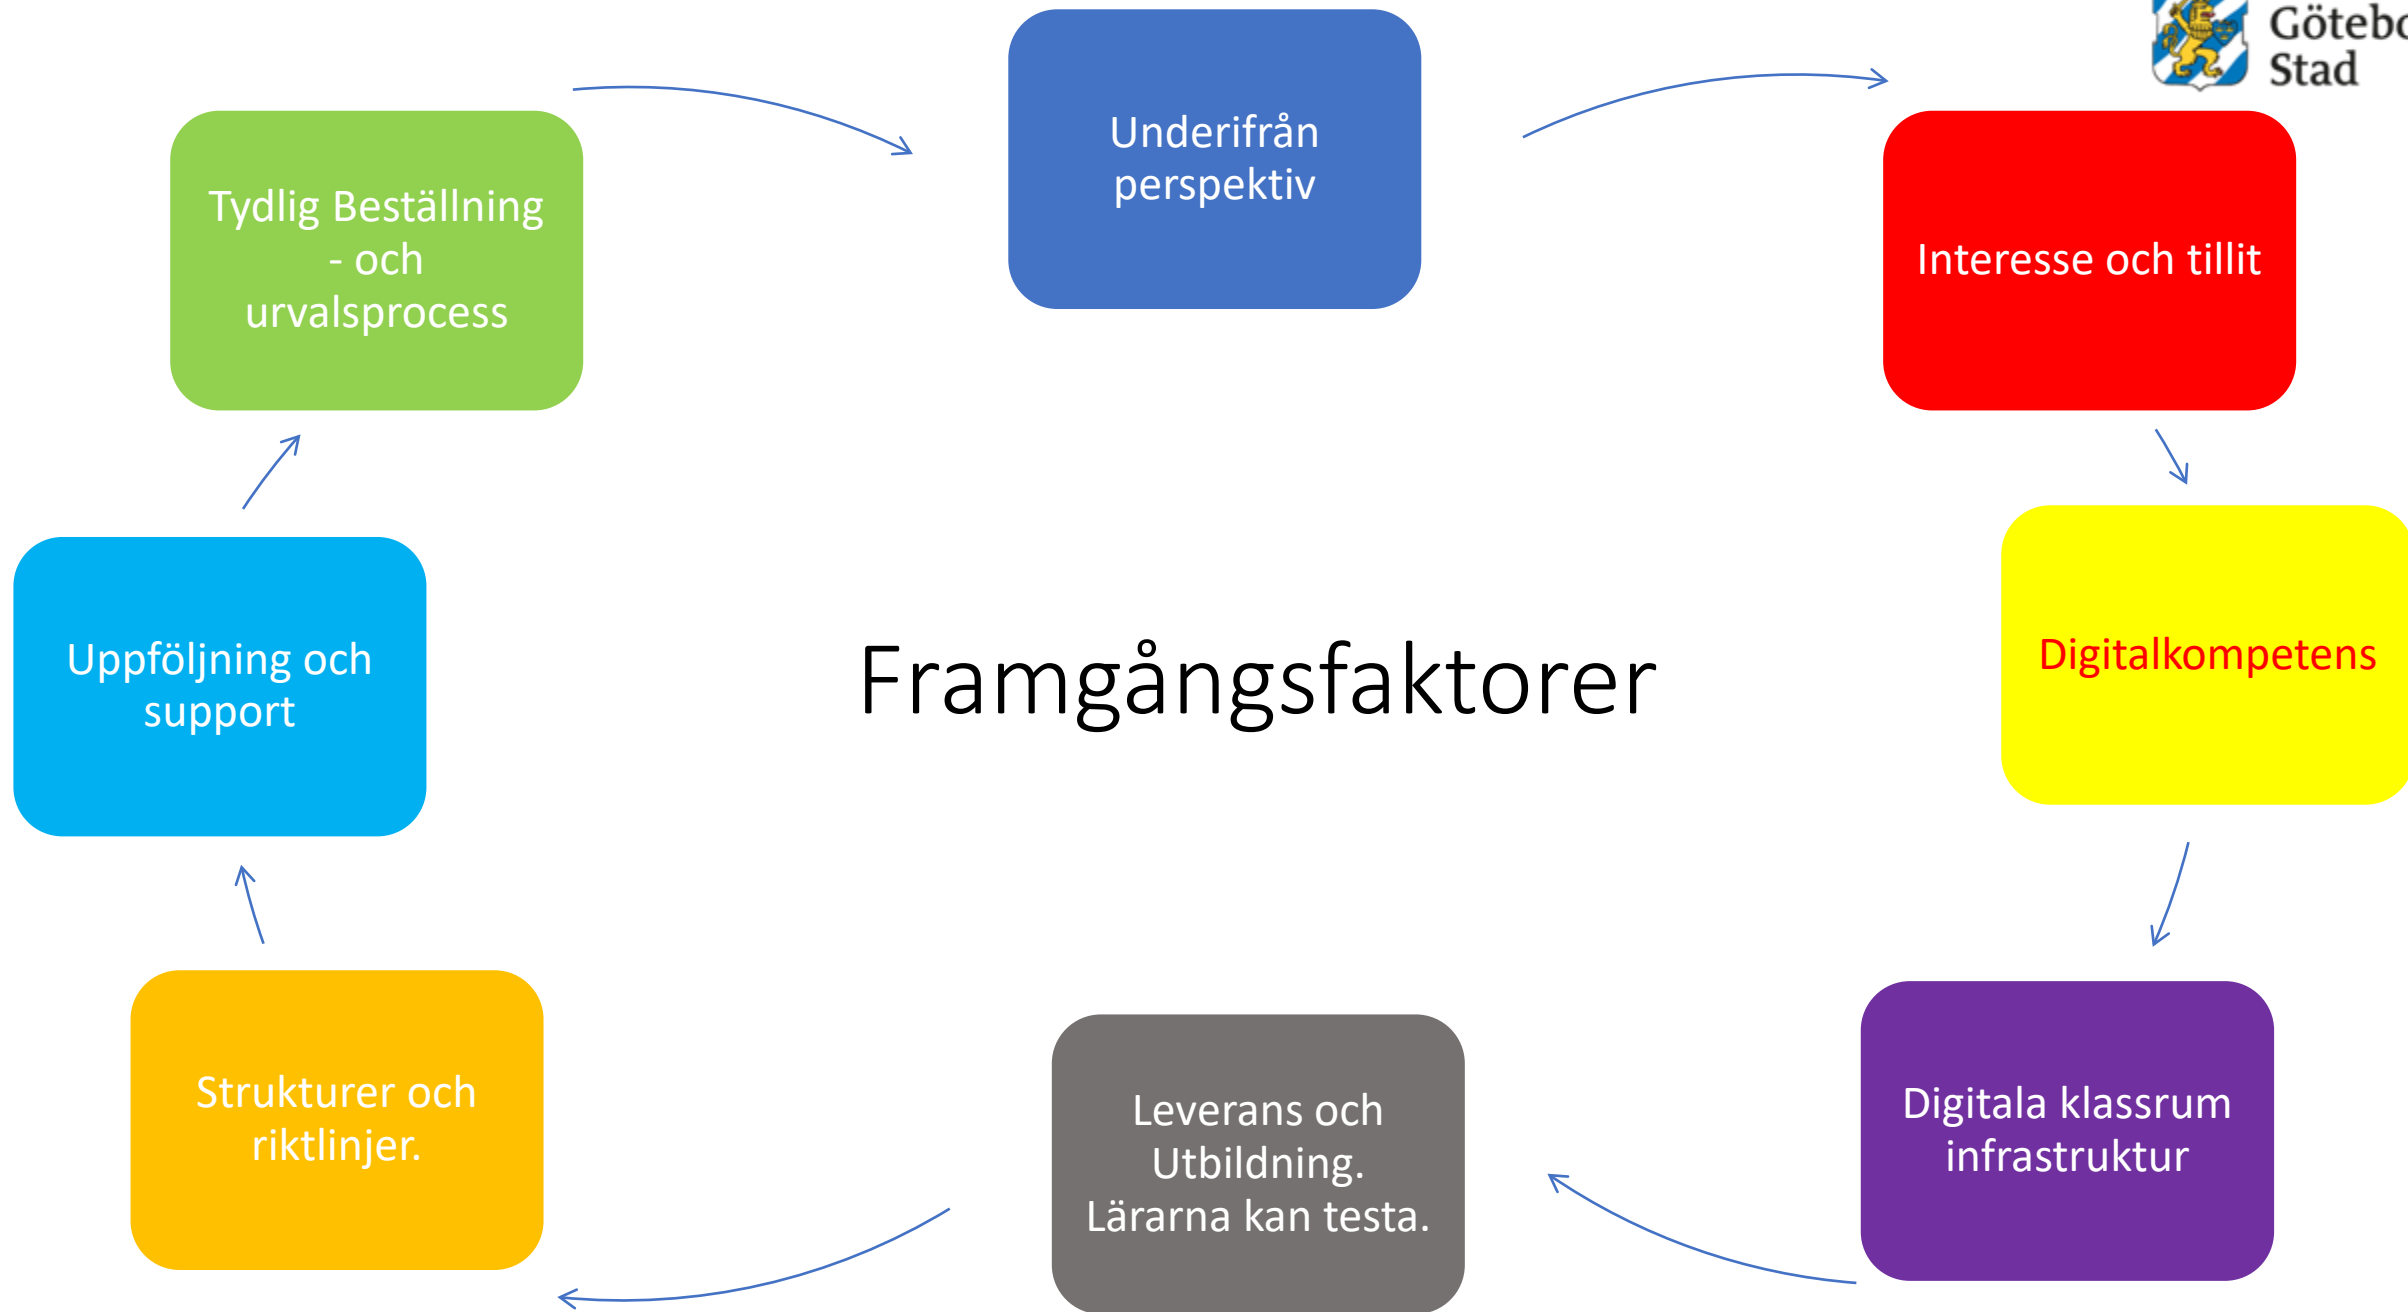 Götebo
Stad
Underifrån
perspektiv
Interesse och tillit
Digitalkompetens
Digitala klassrum
infrastruktur
Leverans och
Utbildning.
Lärarna kan testa.
Strukturer och
riktlinjer.
Uppföljning och
support
Tydlig Beställning
- och
urvalsprocess
Framgångsfaktorer